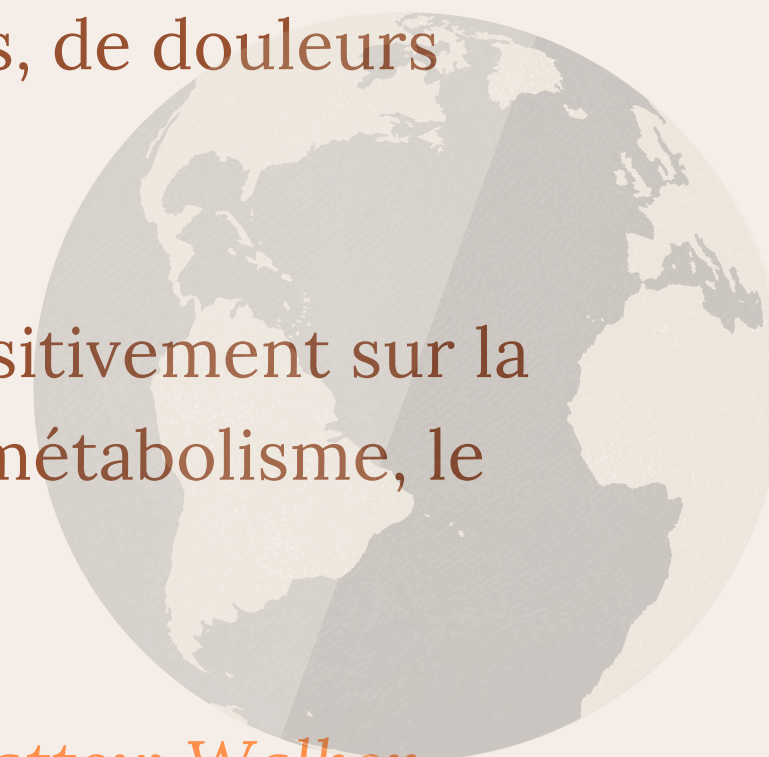 s, de douleurs
sitivement sur la
métabolisme, le